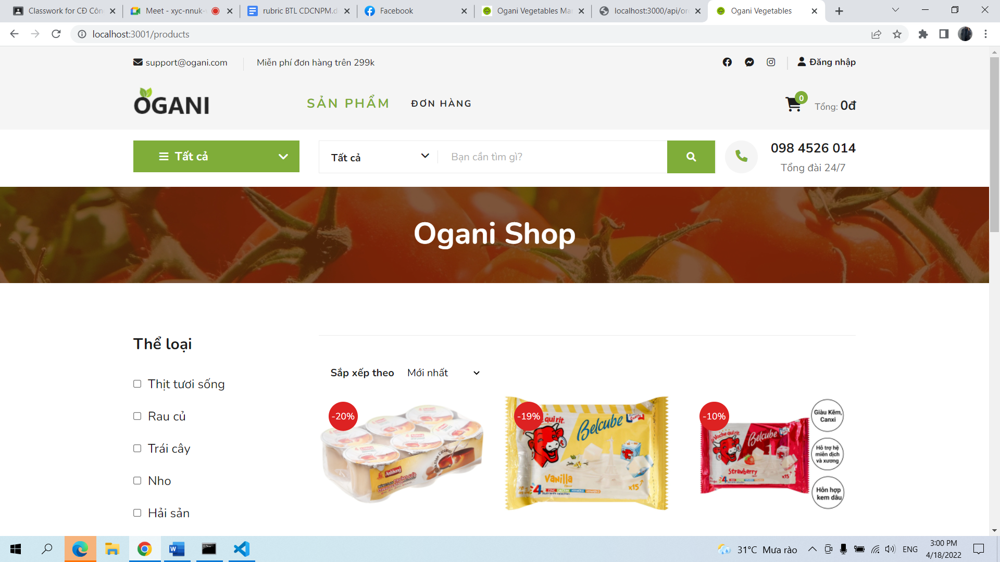 Classwork for CĐ Côn
Meet - xyc-nnuk-
rubric BTL CDCNPM.d
Facebook
Ogani Vegetables Mar
localhost:3000/api/or
Ogani Vegetables
localhost:3001/products
support@ogani.com
Miễn phí đơn hàng trên 299k
Đăng nhập
OGANI
SẢN PHẨM
ĐƠN HÀNG
0
Tổng: 0đ
Tất cả
Tất cả
Bạn cần tìm gì?
098 4526 014
Tổng đài 24/7
Ogani Shop
Thể loại
Sắp xếp theo
Mới nhất
Thịt tươi sống
Rau củ
Trái cây
Nho
Hải sản
-20%
Anhhong
-19%
qui rit.
Belcube
Vanilla
x15
4
-10%
Vache qui rit.
Belcube
Strawberry
x15
4
Giàu Kẽm,
Canxi
Hỗ trợ hệ
miễn dịch
và xương
Hỗn hợp
kem dâu
31°C Mưa rào
ENG
3:00 PM
4/18/2022